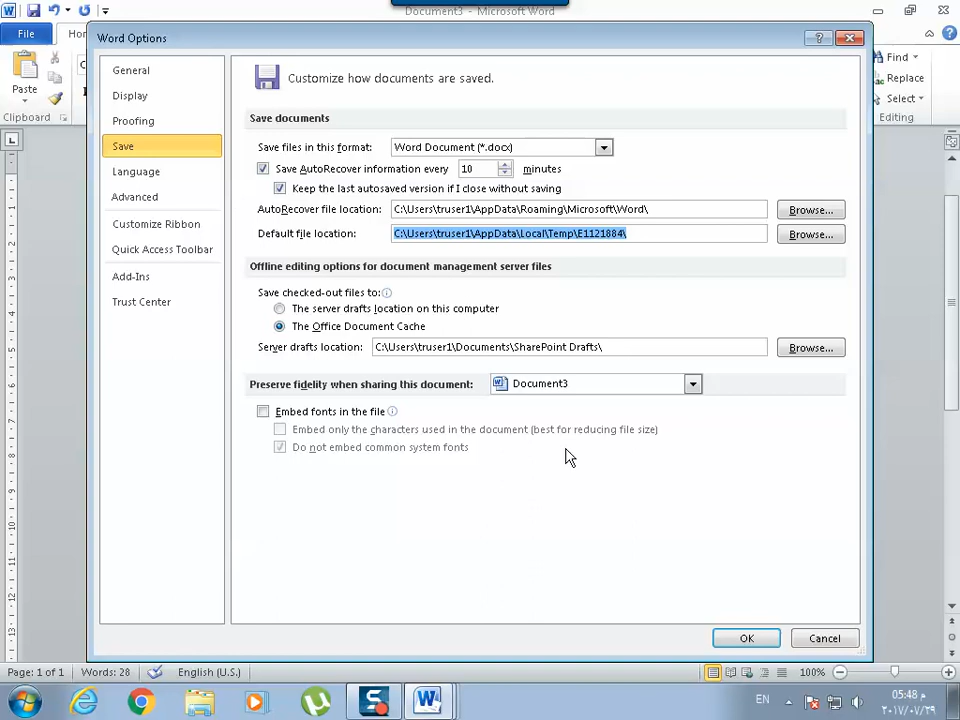 Document3 - Microsoft Word
File
Paste
Clipboard
Find
Replace
Select
Editing
Word Options
General
Display
Proofing
Save
Language
Advanced
Customize Ribbon
Quick Access Toolbar
Add-Ins
Trust Center
Customize how documents are saved.
Save documents
Save files in this format: Word Document (*.docx)
Save AutoRecover information every 10 minutes
Keep the last autosaved version if I close without saving
AutoRecover file location: C:\Users\truser1\AppData\Roaming\Microsoft\Word\ Browse...
Default file location: C:\Users\truser1\AppData\Local\Temp\E1121884\ Browse...
Offline editing options for document management server files
Save checked-out files to:
The server drafts location on this computer
The Office Document Cache
Server drafts location: C:\Users\truser1\Documents\SharePoint Drafts\ Browse...
Preserve fidelity when sharing this document: Document3
Embed fonts in the file
Embed only the characters used in the document (best for reducing file size)
Do not embed common system fonts
OK Cancel
Page: 1 of 1 Words: 28 English (U.S.) 100%
EN
05:48 م
٢٠١٧/٠٧/٢٩